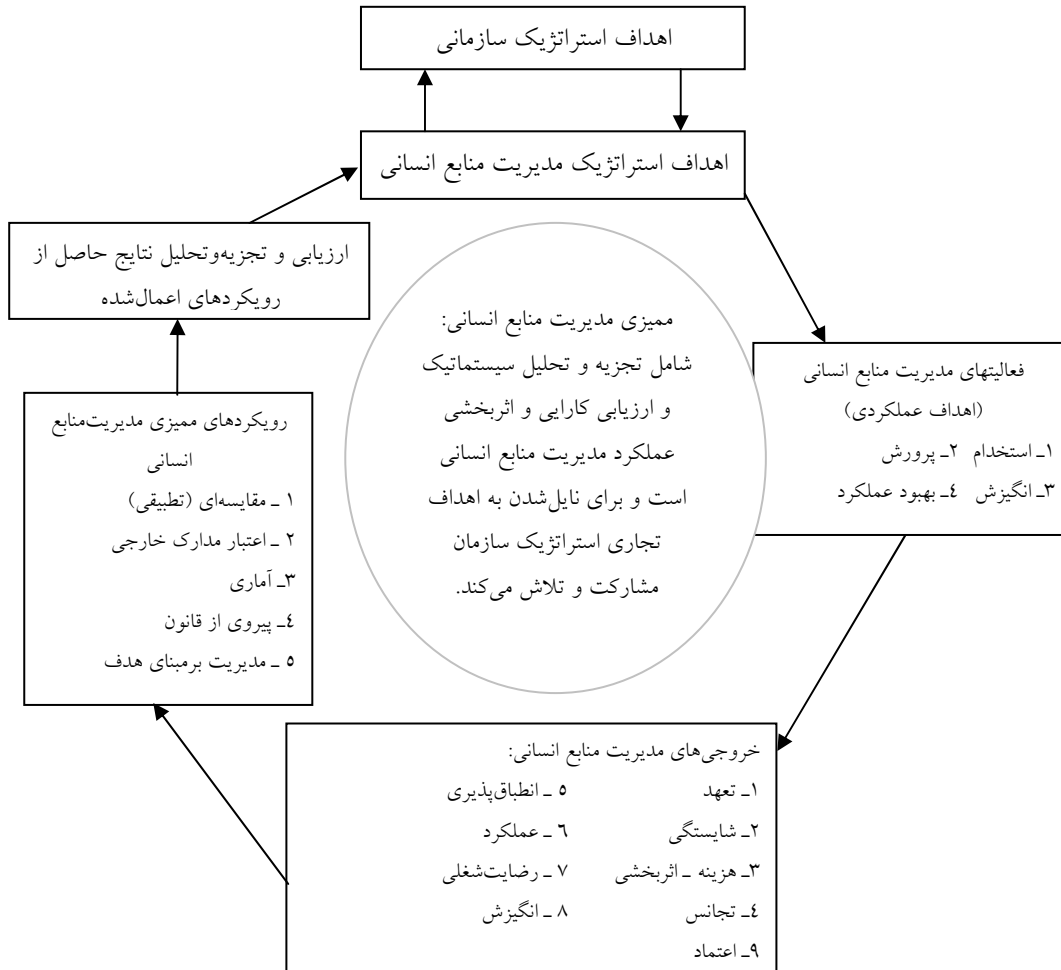 اهداف استراتژیک سازمانی
اهداف استراتژیک مدیریت منابع انسانی
ارزیابی و تجزیه‌وتحلیل نتایج حاصل از
رویکردهای اعمال‌شده
ممیزی مدیریت منابع انسانی:
شامل تجزیه و تحلیل سیستماتیک
و ارزیابی کارایی و اثربخشی
عملکرد مدیریت منابع انسانی
است و برای نایل‌شدن به اهداف
تجاری استراتژیک سازمان
مشارکت و تلاش می‌کند.
فعالیتهای مدیریت منابع انسانی
(اهداف عملکردی)
۱ـ استخدام ۲ـ پرورش
۳ـ انگیزش ٤ـ بهبود عملکرد
رویکردهای ممیزی مدیریت‌منابع
انسانی
۱ ـ مقایسه‌ای (تطبیقی)
۲ ـ اعتبار مدارک خارجی
۳ـ آماری
٤ـ پیروی از قانون
٥ ـ مدیریت برمبنای هدف
خروجی‌های مدیریت منابع انسانی:
۱ـ تعهد ٥ ـ انطباق‌پذیری
۲ـ شایستگی ٦ ـ عملکرد
۳ـ هزینه ـ اثربخشی ۷ ـ رضایت‌شغلی
٤ـ تجانس ۸ ـ انگیزش
۹ـ اعتماد